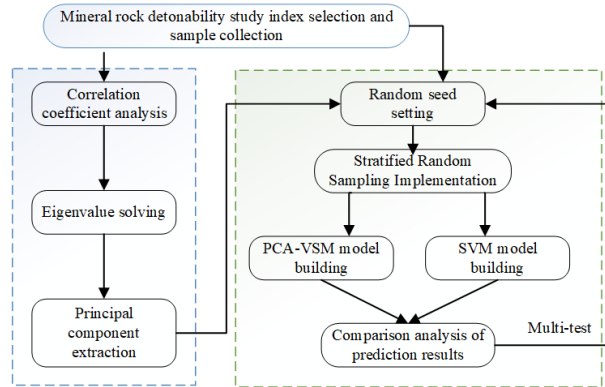 Mineral rock detonability study index selection and
sample collection
Correlation
coefficient analysis
Eigenvalue solving
Principal
component
extraction
Random seed
setting
Stratified Random
Sampling Implementation
PCA-VSM model
building
SVM model
building
Comparison analysis of
prediction results
Multi-test